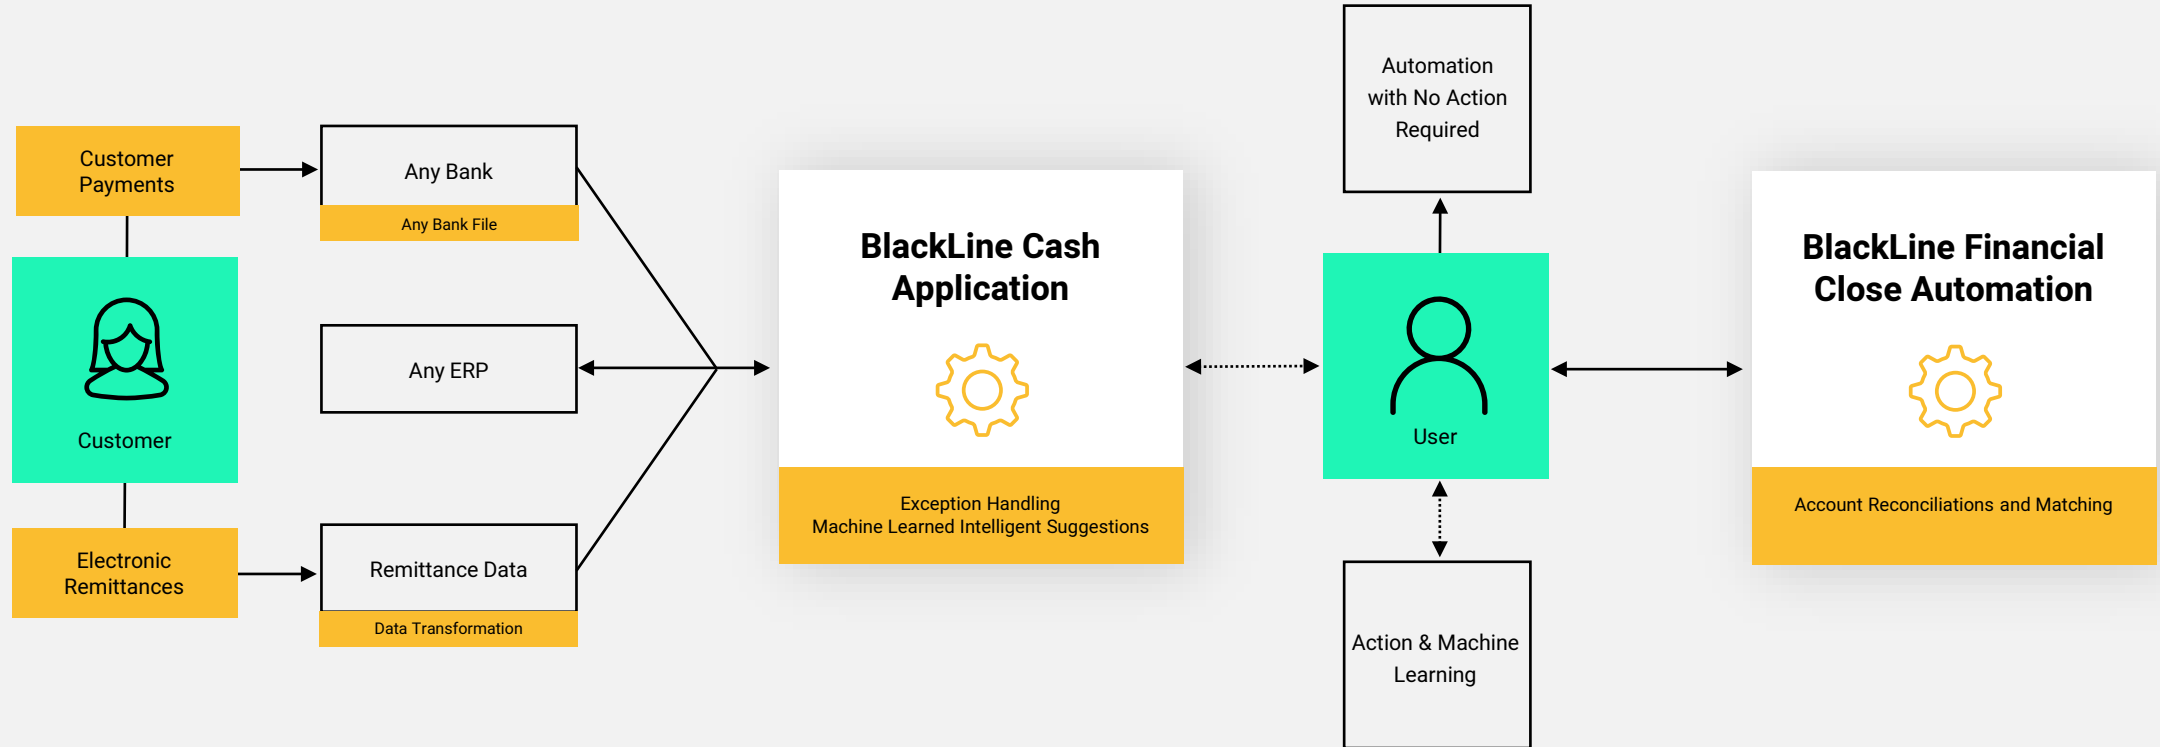 Customer
Payments
Customer
Electronic
Remittances
Any Bank
Any Bank File
Any ERP
Remittance Data
Data Transformation
BlackLine Cash
Application
Exception Handling
Machine Learned Intelligent Suggestions
Automation
with No Action
Required
User
Action & Machine
Learning
BlackLine Financial
Close Automation
Account Reconciliations and Matching